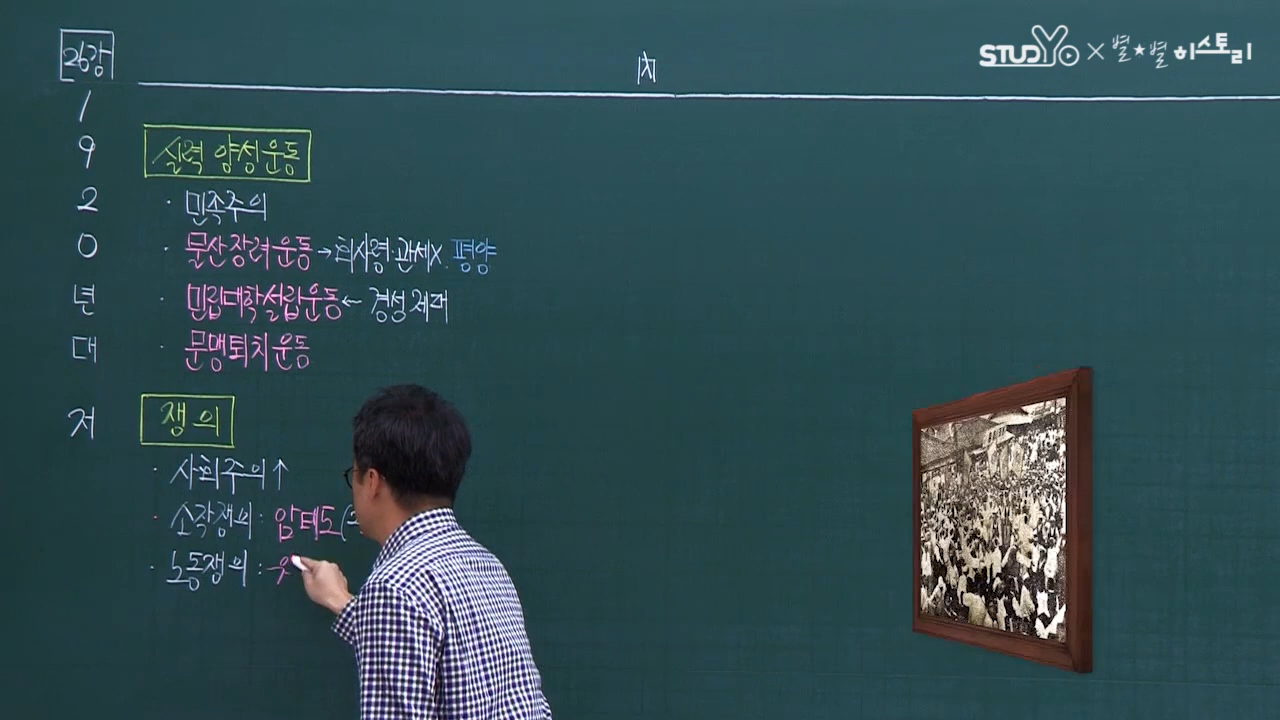 26강
STUDYO × 별★별 히스토리
치
1920년대 저
실력 양성운동
· 민족주의
· 물산장려운동 → 회사령·관세X. 평양
· 민립대학설립운동 ← 경성제대
· 문맹퇴치운동
쟁의
· 사회주의↑
· 소작쟁의 : 암태도(
· 노동쟁의 :